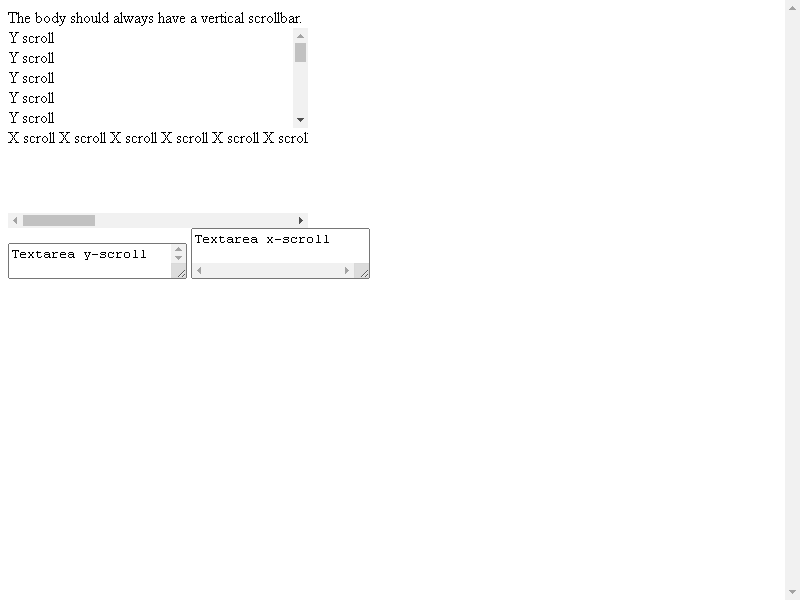 The body should always have a vertical scrollbar.
Y scroll
Y scroll
Y scroll
Y scroll
Y scroll
X scroll X scroll X scroll X scroll X scroll X scrol
Textarea y-scroll
Textarea x-scroll